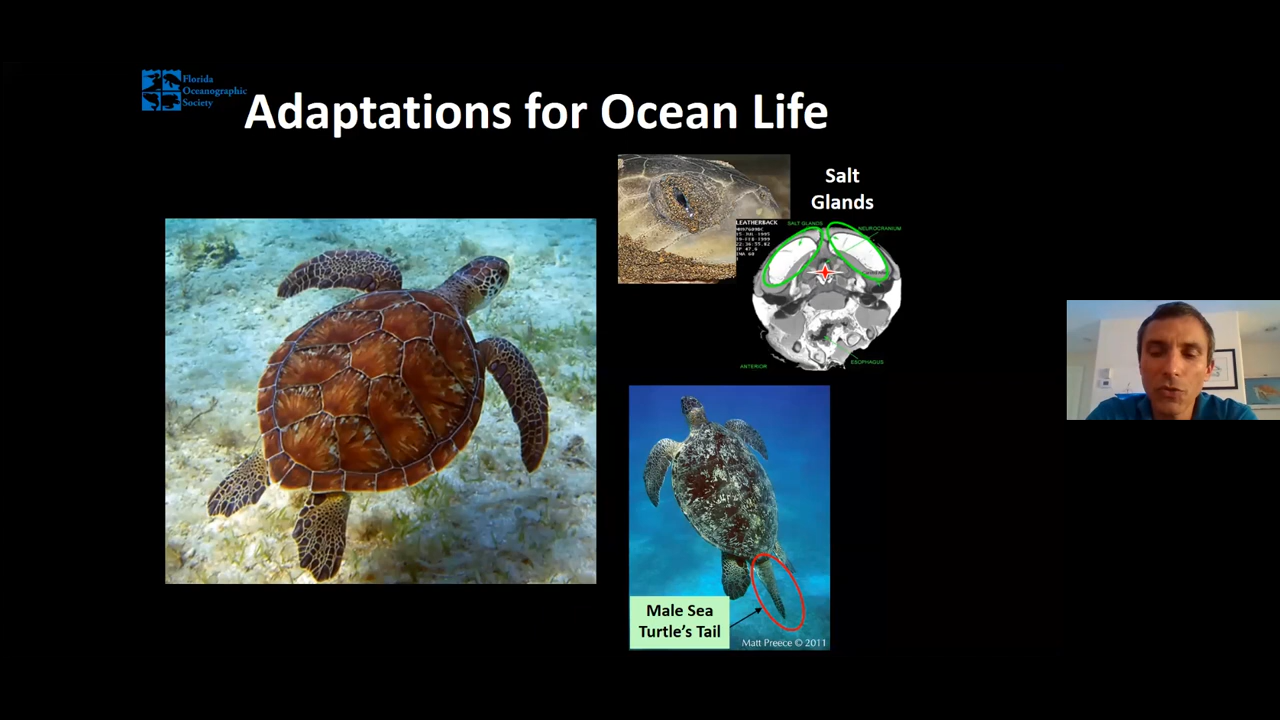 Florida
Oceanographic
Society
Adaptations for Ocean Life
Salt
Glands
LEATHERBACK
SALT GLANDS
NEUROCRANIUM
ANTERIOR
ESOPHAGUS
Male Sea
Turtle's Tail
Matt Preece © 2011